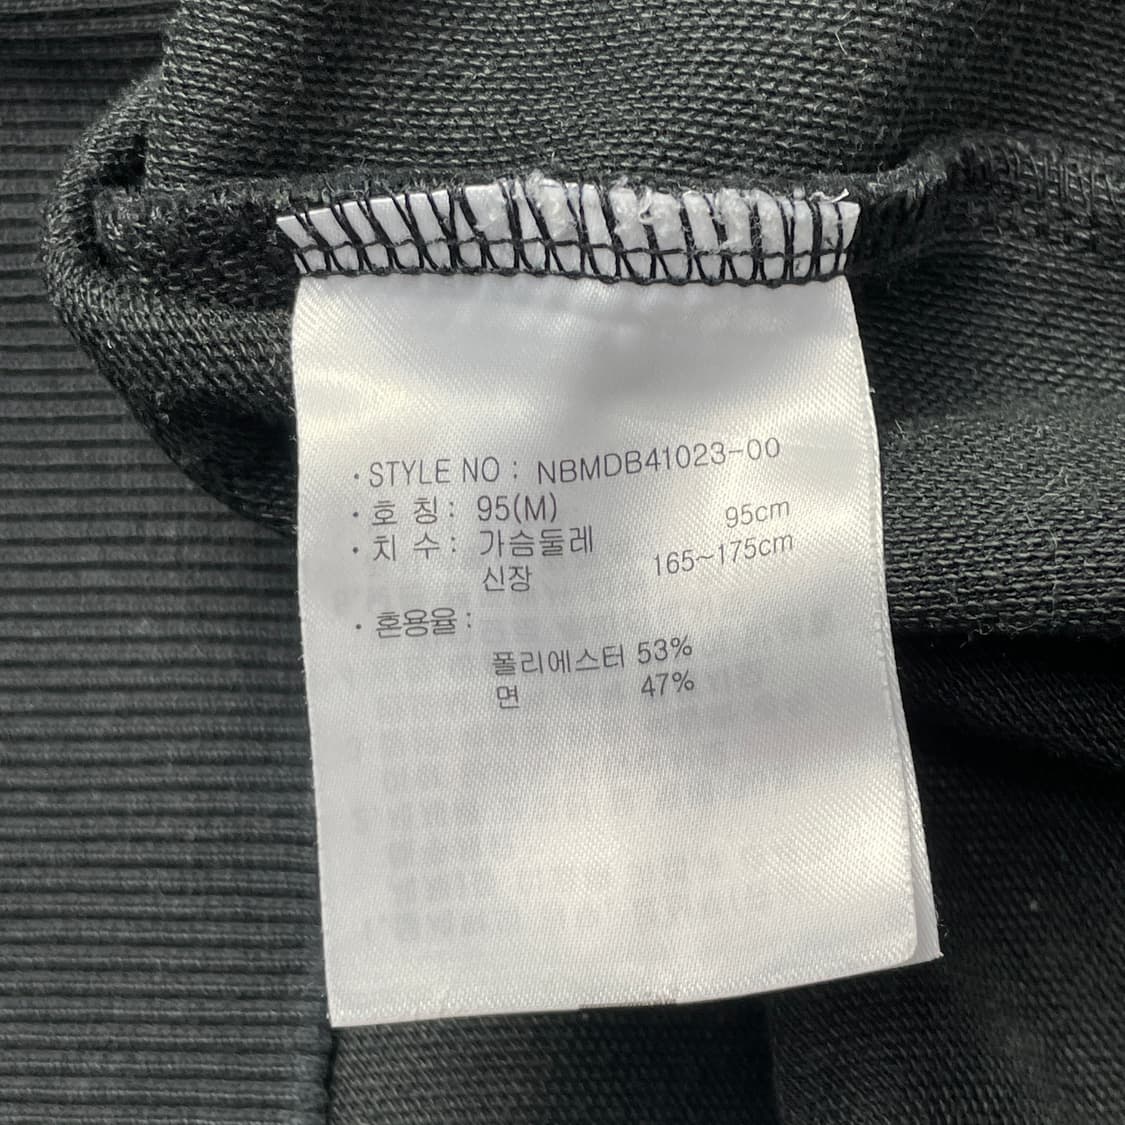 · STYLE NO : NBMDB41023-00
· 호 칭 : 95(M)
· 치 수 : 가슴둘레 95cm
신장 165~175cm
· 혼용율 :
폴리에스터 53%
면 47%